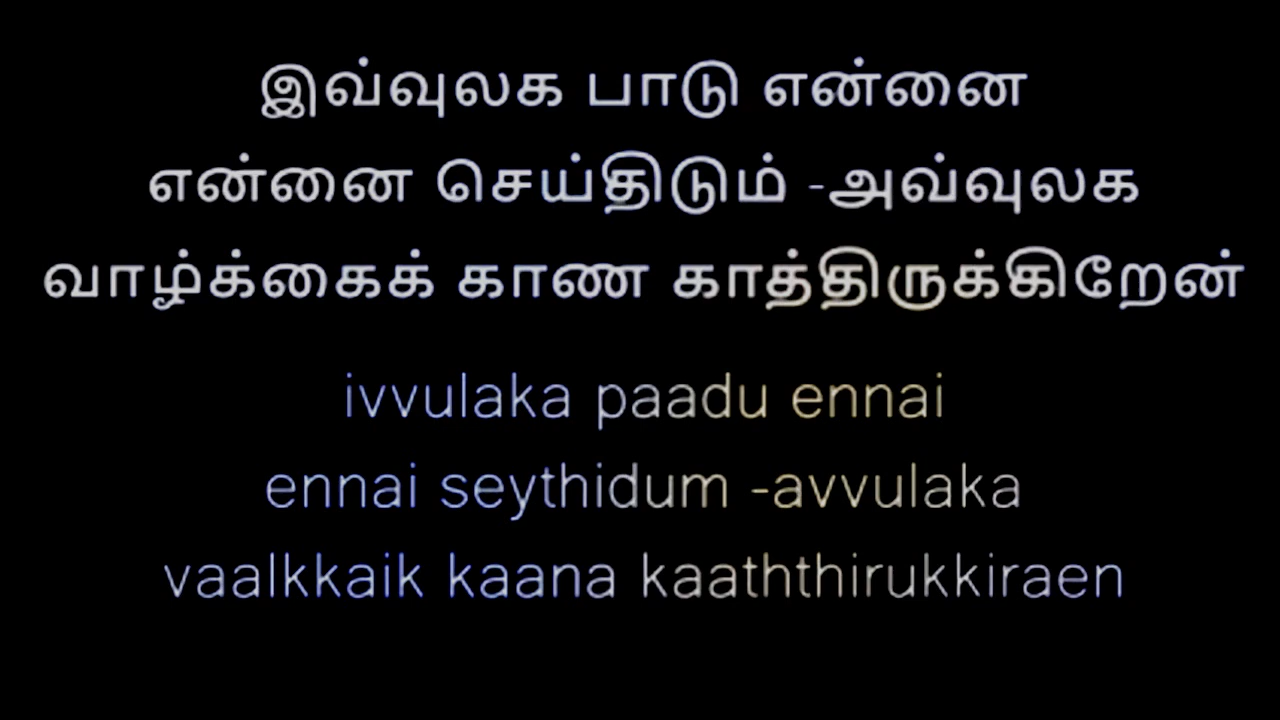 இவ்வுலக பாடு என்னை
என்னை செய்திடும் -அவ்வுலக
வாழ்க்கைக் காண காத்திருக்கிறேன்
ivvulaka paadu ennai
ennai seythidum -avvulaka
vaalkkaik kaana kaaththirukkiraen